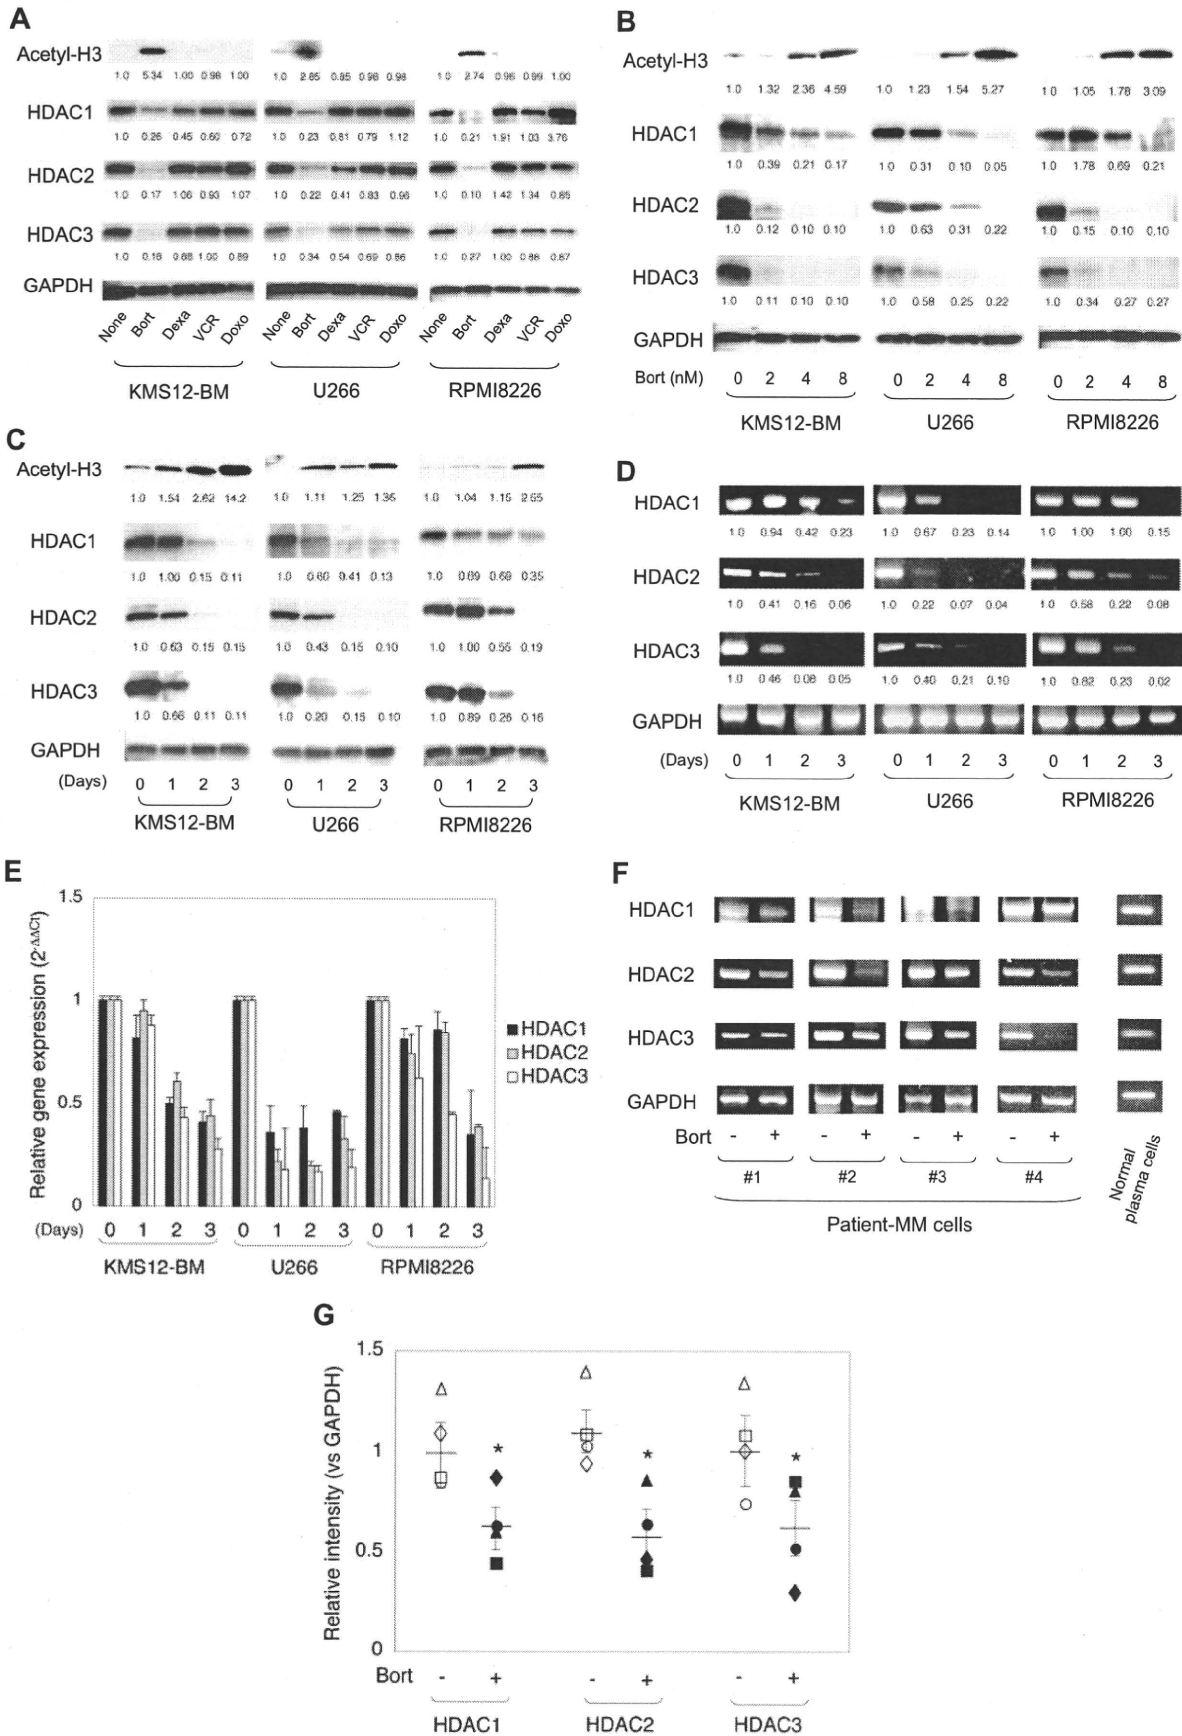 A
Acetyl-H3
1.0 5.34 1.00 0.98 1.00 1.0 2.85 0.85 0.98 0.98 1.0 2.74 0.96 0.99 1.00
HDAC1
1.0 0.26 0.45 0.60 0.72 1.0 0.23 0.81 0.79 1.12 1.0 0.21 1.91 1.03 3.76
HDAC2
1.0 0.17 1.06 0.93 1.07 1.0 0.22 0.41 0.83 0.96 1.0 0.10 1.42 1.34 0.85
HDAC3
1.0 0.16 0.68 1.00 0.89 1.0 0.34 0.54 0.69 0.86 1.0 0.27 1.00 0.88 0.87
GAPDH
None Bort Dexa VCR Doxo None Bort Dexa VCR Doxo None Bort Dexa VCR Doxo
KMS12-BM U266 RPMI8226
B
Acetyl-H3
1.0 1.32 2.36 4.59 1.0 1.23 1.54 5.27 1.0 1.05 1.78 3.09
HDAC1
1.0 0.39 0.21 0.17 1.0 0.31 0.10 0.05 1.0 1.78 0.69 0.21
HDAC2
1.0 0.12 0.10 0.10 1.0 0.63 0.31 0.22 1.0 0.15 0.10 0.10
HDAC3
1.0 0.11 0.10 0.10 1.0 0.58 0.25 0.22 1.0 0.34 0.27 0.27
GAPDH
Bort (nM) 0 2 4 8 0 2 4 8 0 2 4 8
KMS12-BM U266 RPMI8226
C
Acetyl-H3
1.0 1.54 2.62 14.2 1.0 1.11 1.25 1.36 1.0 1.04 1.15 2.55
HDAC1
1.0 1.00 0.15 0.11 1.0 0.60 0.41 0.13 1.0 0.69 0.69 0.35
HDAC2
1.0 0.63 0.15 0.15 1.0 0.43 0.15 0.10 1.0 1.00 0.55 0.19
HDAC3
1.0 0.66 0.11 0.11 1.0 0.20 0.15 0.10 1.0 0.89 0.26 0.16
GAPDH
(Days) 0 1 2 3 0 1 2 3 0 1 2 3
KMS12-BM U266 RPMI8226
D
HDAC1
1.0 0.94 0.42 0.23 1.0 0.67 0.23 0.14 1.0 1.00 1.00 0.15
HDAC2
1.0 0.41 0.16 0.06 1.0 0.22 0.07 0.04 1.0 0.58 0.22 0.08
HDAC3
1.0 0.46 0.08 0.05 1.0 0.40 0.21 0.10 1.0 0.82 0.23 0.02
GAPDH
(Days) 0 1 2 3 0 1 2 3 0 1 2 3
KMS12-BM U266 RPMI8226
E
Relative gene expression (2^-ΔΔCt)
1.5
1
0.5
0
HDAC1
HDAC2
HDAC3
(Days) 0 1 2 3 0 1 2 3 0 1 2 3
KMS12-BM U266 RPMI8226
F
HDAC1
HDAC2
HDAC3
GAPDH
Bort - + - + - + - +
#1 #2 #3 #4
Patient-MM cells
Normal
plasma cells
G
Relative intensity (vs GAPDH)
1.5
1
0.5
0
* * *
Bort - + - + - +
HDAC1 HDAC2 HDAC3